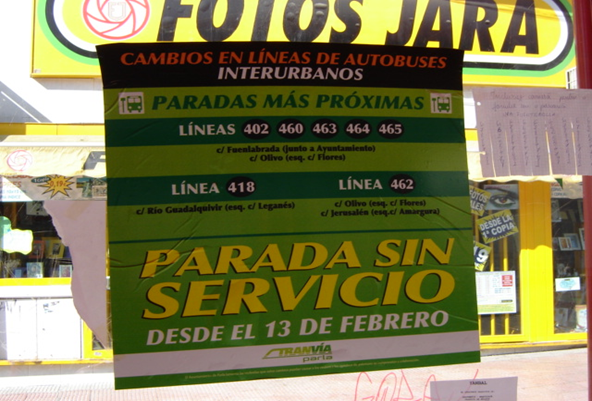 FOTOS JARA
CAMBIOS EN LÍNEAS DE AUTOBUSES
INTERURBANOS
PARADAS MÁS PRÓXIMAS
LÍNEAS 402 460 463 464 465
c/ Fuenlabrada (junto a Ayuntamiento)
c/ Olivo (esq. c/ Flores)
LÍNEA 418
c/ Río Guadalquivir (esq. c/ Leganés)
LÍNEA 462
c/ Olivo (esq. c/ Flores)
c/ Jerusalén (esq.c/ Amargura)
PARADA SIN
SERVICIO
DESDE EL 13 DE FEBRERO
TRANVÍA
parla
DESDE LA
1ª COPIA